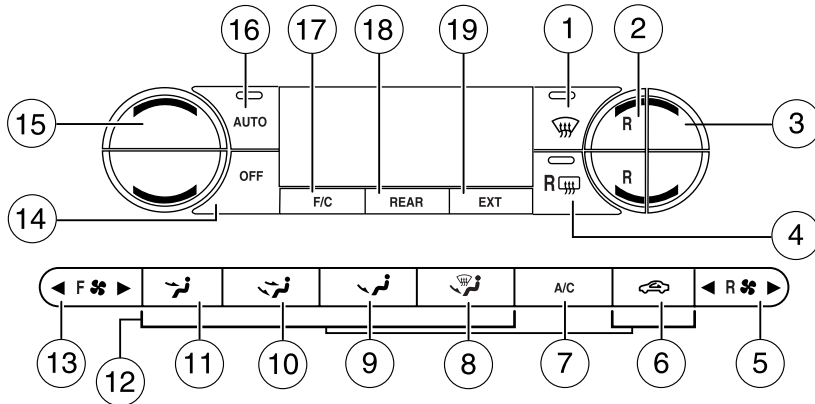 16 17 18 19 1 2
15 AUTO R 3
OFF R R
14 F/C REAR EXT 4
F A/C R
13 12 11 10 9 8 7 6 5